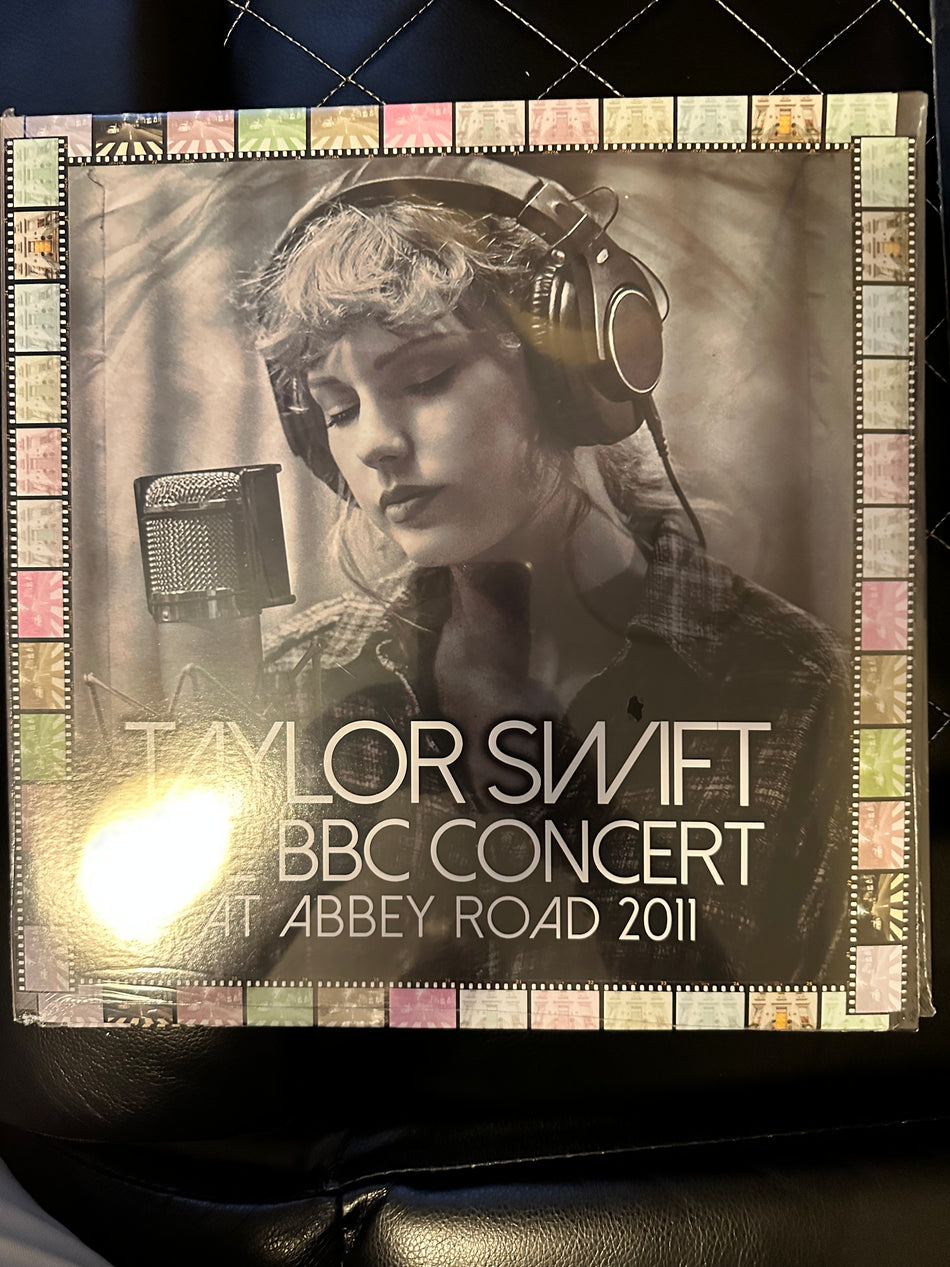 TAYLOR SWIFT
BBC CONCERT
AT ABBEY ROAD 2011